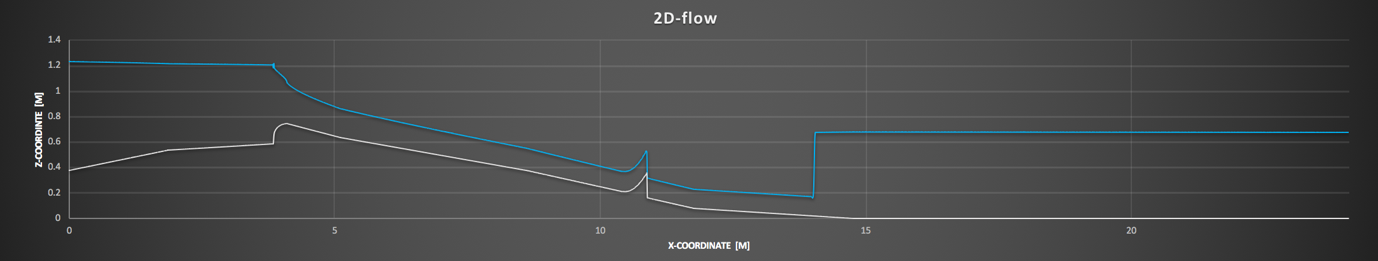 2D-flow
1.4
1.2
1
0.8
0.6
0.4
0.2
0
Z-COORDINTE [M]
0 5 10 15 20
X-COORDINATE [M]